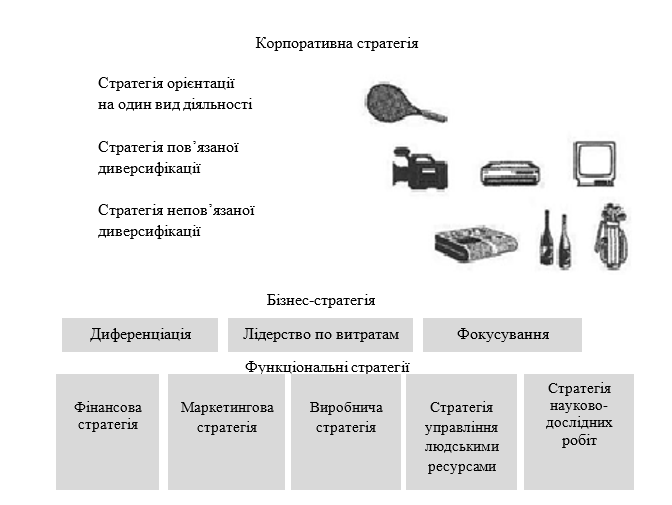 Корпоративна стратегія
Стратегія орієнтації
на один вид діяльності
Стратегія пов’язаної
диверсифікації
Стратегія непов’язаної
диверсифікації
Бізнес-стратегія
Диференціація
Лідерство по витратам
Фокусування
Функціональні стратегії
Фінансова
стратегія
Маркетингова
стратегія
Виробнича
стратегія
Стратегія
управління
людськими
ресурсами
Стратегія
науково-
дослідних
робіт